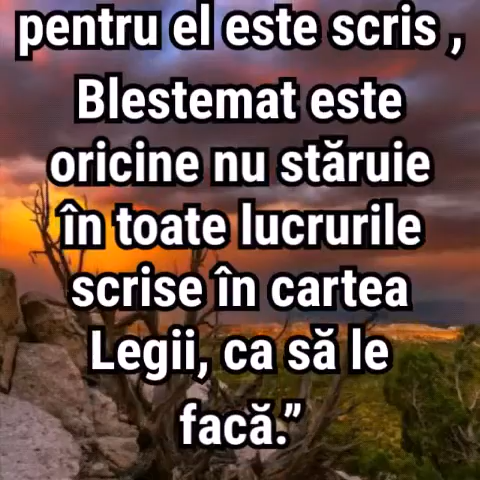 pentru el este scris ,
Blestemat este
oricine nu stăruie
în toate lucrurile
scrise în cartea
Legii, ca să le
facă.”